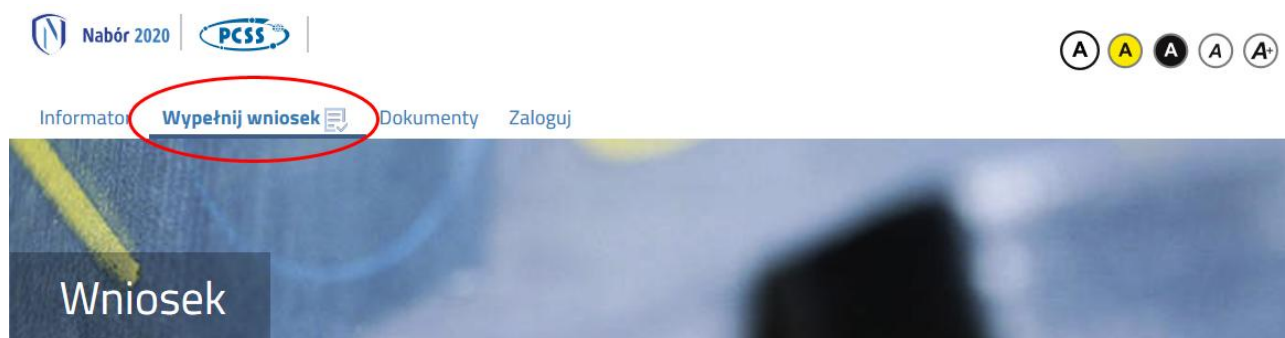 Nabór 2020 PCSS
A A A A A+
Informator Wypełnij wniosek Dokumenty Zaloguj
Wniosek